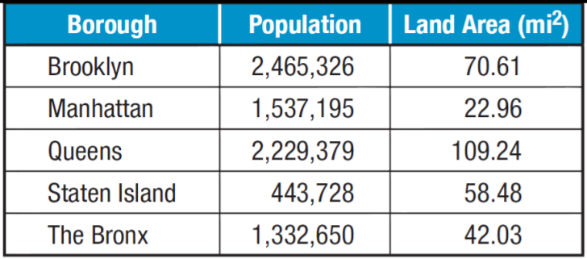 Borough Population Land Area (mi²)
Brooklyn 2,465,326 70.61
Manhattan 1,537,195 22.96
Queens 2,229,379 109.24
Staten Island 443,728 58.48
The Bronx 1,332,650 42.03